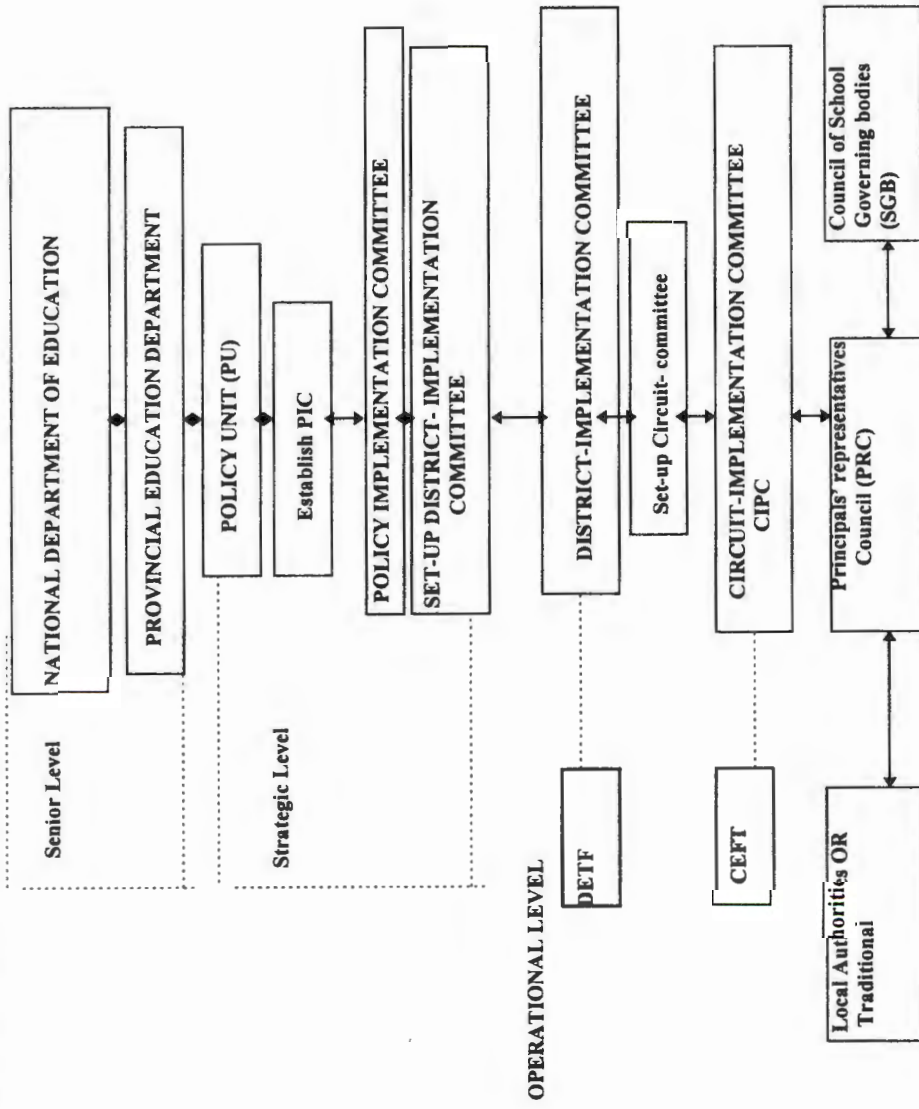 Senior Level
NATIONAL DEPARTMENT OF EDUCATION
PROVINCIAL EDUCATION DEPARTMENT
POLICY UNIT (PU)
Establish PIC
Strategic Level
POLICY IMPLEMENTATION COMMITTEE
SET-UP DISTRICT- IMPLEMENTATION
COMMITTEE
OPERATIONAL LEVEL
DETF
DISTRICT-IMPLEMENTATION COMMITTEE
Set-up Circuit- committee
CEFT
CIRCUIT-IMPLEMENTATION COMMITTEE
CIRC
Local Authorities OR
Traditional
Principals' representatives
Council (PRC)
Council of School
Governing bodies
(SGB)